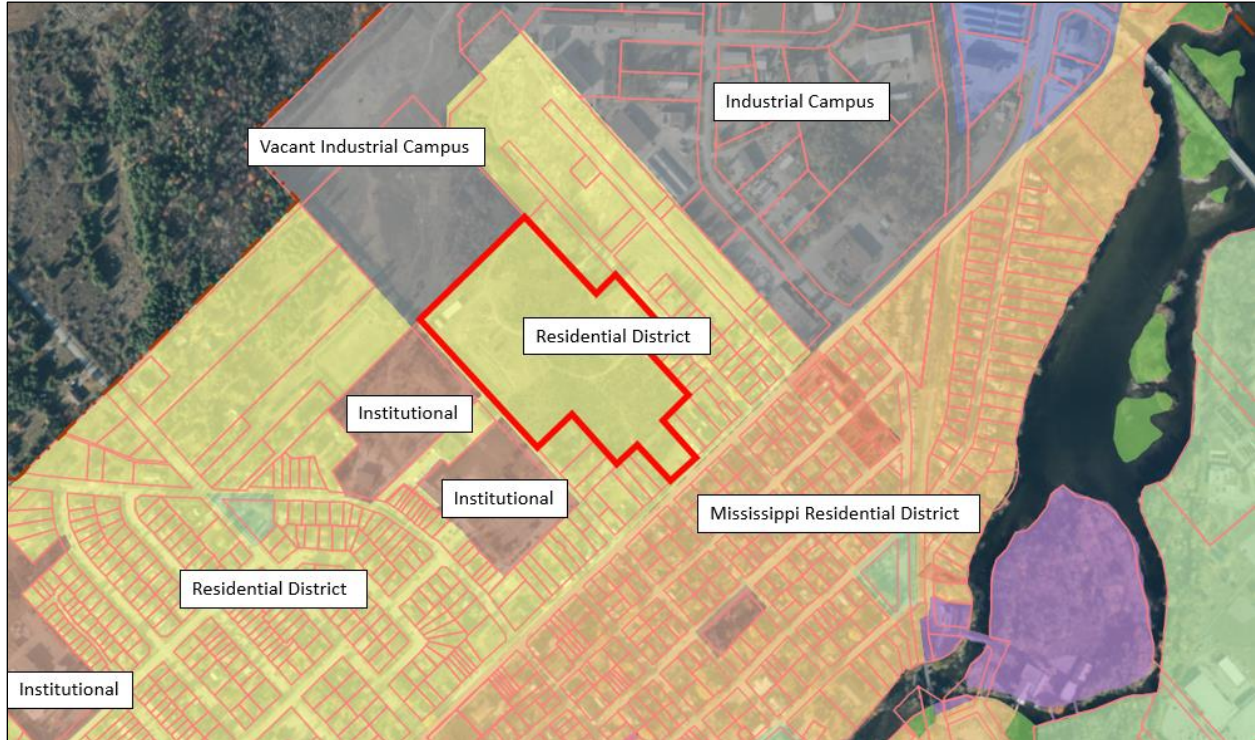 Industrial Campus
Vacant Industrial Campus
Residential District
Institutional
Institutional
Mississippi Residential District
Residential District
Institutional